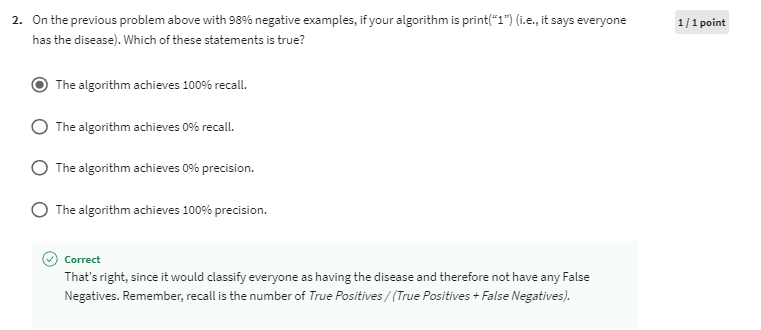 2. On the previous problem above with 98% negative examples, if your algorithm is print(“1”) (i.e., it says everyone
has the disease). Which of these statements is true?
1 / 1 point
The algorithm achieves 100% recall.
The algorithm achieves 0% recall.
The algorithm achieves 0% precision.
The algorithm achieves 100% precision.
Correct
That's right, since it would classify everyone as having the disease and therefore not have any False
Negatives. Remember, recall is the number of True Positives / (True Positives + False Negatives).